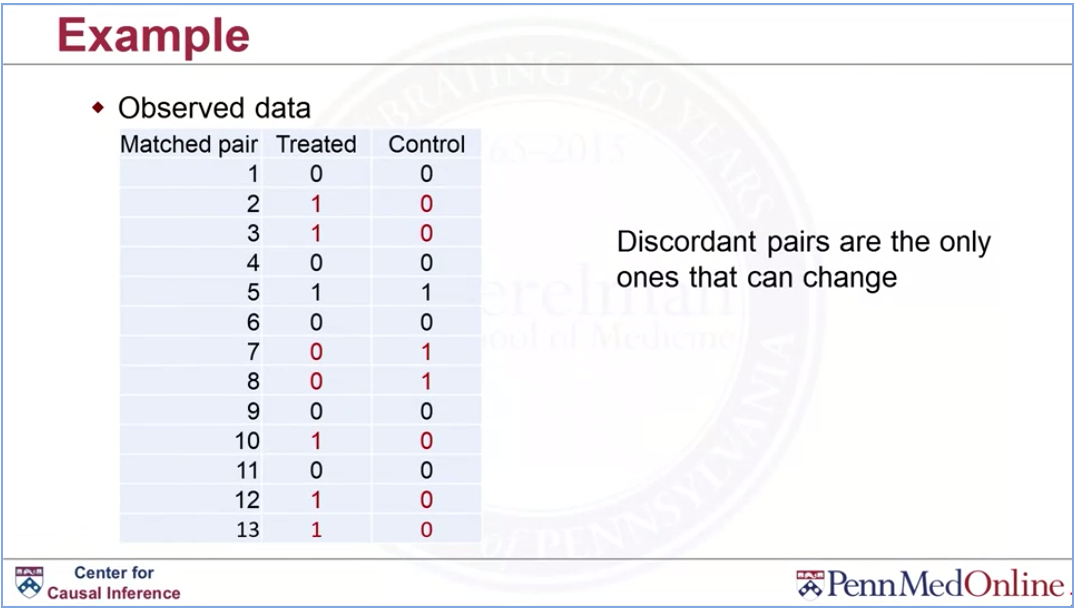 Example
◆ Observed data
Matched pair Treated Control
1 0 0
2 1 0
3 1 0
4 0 0
5 1 1
6 0 0
7 0 1
8 0 1
9 0 0
10 1 0
11 0 0
12 1 0
13 1 0
Discordant pairs are the only
ones that can change
Center for
Causal Inference
PennMedOnline